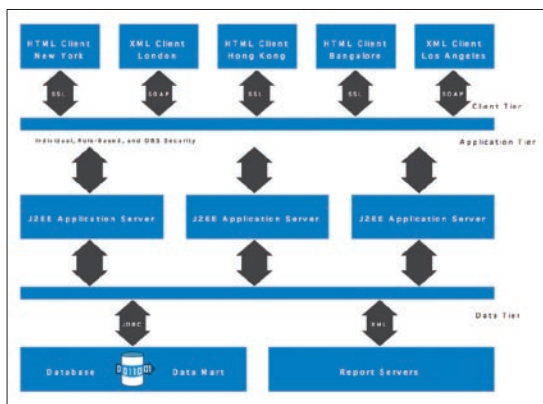 HTML Client
New York
XML Client
London
HTML Client
Hong Kong
HTML Client
Bangalore
XML Client
Los Angeles
SSL
SOAP
SSL
SSL
SOAP
Client Tier
Individual, Role-Based, and OBS Security
Application Tier
J2EE Application Server
J2EE Application Server
J2EE Application Server
Data Tier
JDBC
XML
Database
Data Mart
Report Servers